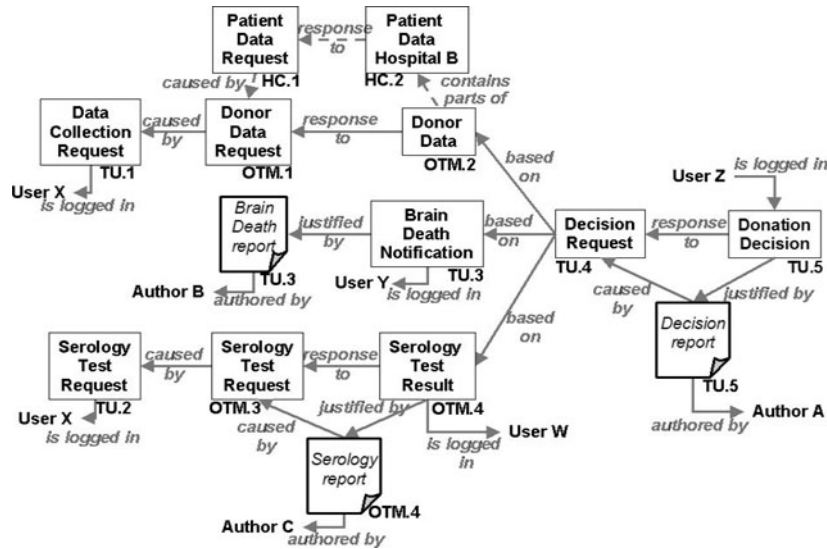 Patient
Data
Request
HC.1
response
to
Patient
Data
Hospital B
HC.2
caused by
contains
parts of
Data
Collection
Request
TU.1
caused
by
Donor
Data
Request
OTM.1
response
to
Donor
Data
OTM.2
User X
is logged in
based
on
User Z
is logged in
Brain
Death
report
TU.3
justified
by
Brain
Death
Notification
TU.3
based
on
Decision
Request
TU.4
response
to
Donation
Decision
TU.5
Author B
authored by
User Y
is logged in
caused
by
justified by
based
on
Decision
report
TU.5
Serology
Test
Request
TU.2
caused
by
Serology
Test
Request
OTM.3
response
to
Serology
Test
Result
OTM.4
User X
is logged in
caused
by
justified by
is logged
in
User W
authored by
Author A
Serology
report
OTM.4
Author C
authored by